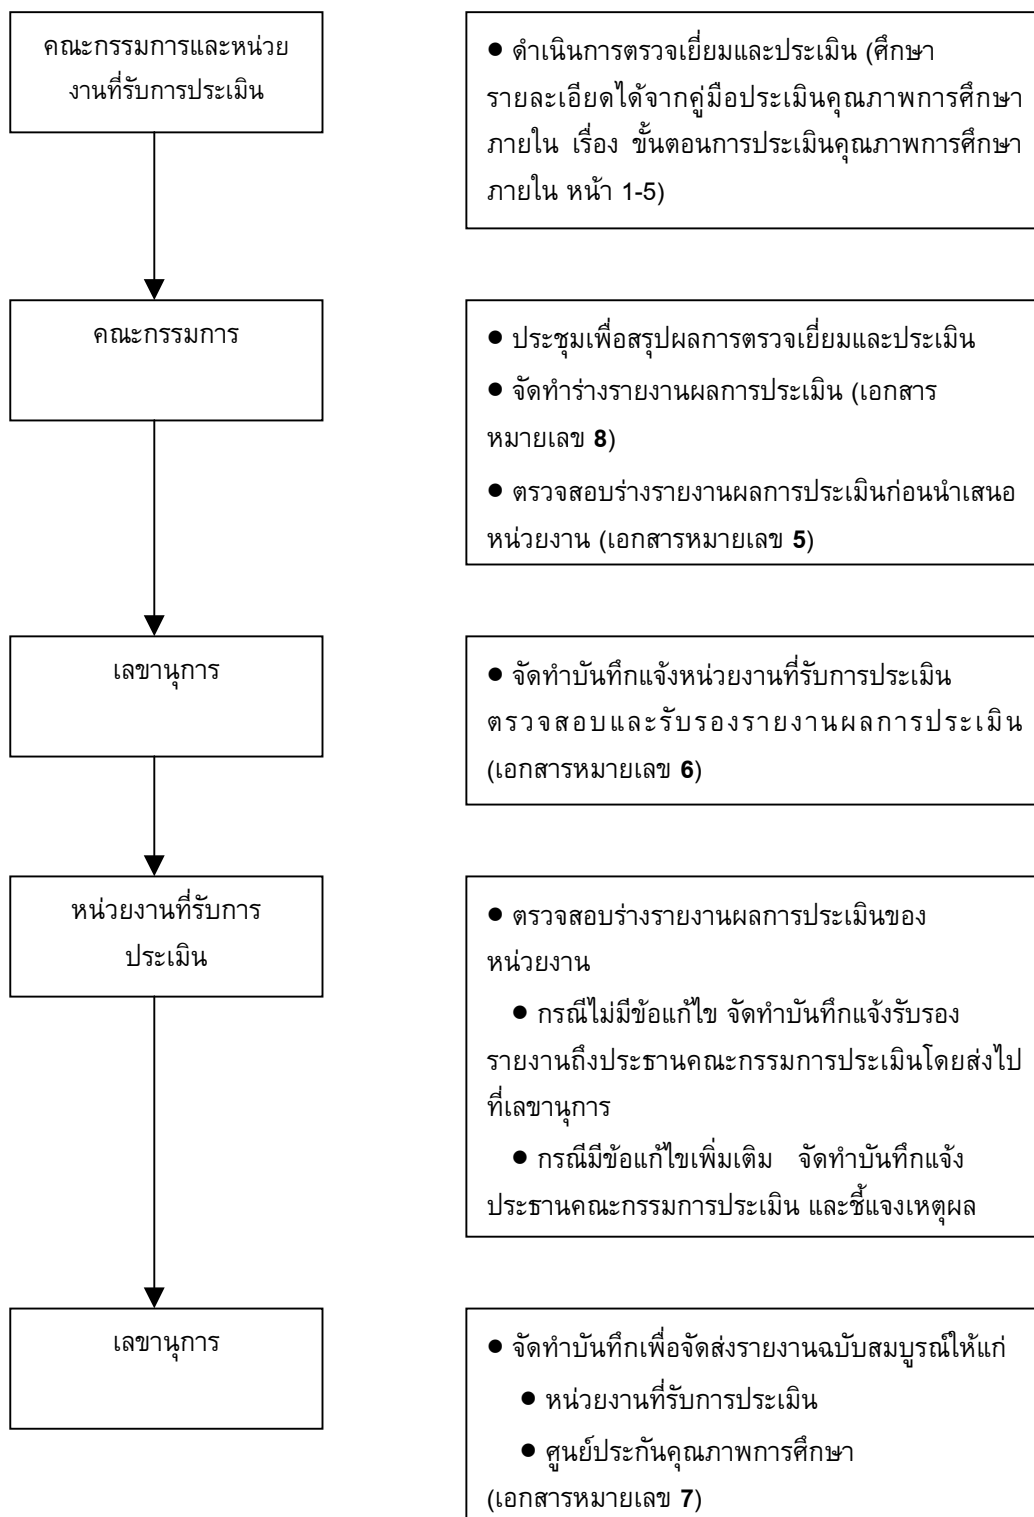 คณะกรรมการและหน่วย
งานที่รับการประเมิน
● ดำเนินการตรวจเยี่ยมและประเมิน (ศึกษา
รายละเอียดได้จากคู่มือประเมินคุณภาพการศึกษา
ภายใน เรื่อง ขั้นตอนการประเมินคุณภาพการศึกษา
ภายใน หน้า 1-5)
คณะกรรมการ
● ประชุมเพื่อสรุปผลการตรวจเยี่ยมและประเมิน
● จัดทำร่างรายงานผลการประเมิน (เอกสาร
หมายเลข 8)
● ตรวจสอบร่างรายงานผลการประเมินก่อนนำเสนอ
หน่วยงาน (เอกสารหมายเลข 5)
เลขานุการ
● จัดทำบันทึกแจ้งหน่วยงานที่รับการประเมิน
ตรวจสอบและรับรองรายงานผลการประเมิน
(เอกสารหมายเลข 6)
หน่วยงานที่รับการ
ประเมิน
● ตรวจสอบร่างรายงานผลการประเมินของ
หน่วยงาน
● กรณีไม่มีข้อแก้ไข จัดทำบันทึกแจ้งรับรอง
รายงานถึงประธานคณะกรรมการประเมินโดยส่งไป
ที่เลขานุการ
● กรณีมีข้อแก้ไขเพิ่มเติม จัดทำบันทึกแจ้ง
ประธานคณะกรรมการประเมิน และชี้แจงเหตุผล
เลขานุการ
● จัดทำบันทึกเพื่อจัดส่งรายงานฉบับสมบูรณ์ให้แก่
● หน่วยงานที่รับการประเมิน
● ศูนย์ประกันคุณภาพการศึกษา
(เอกสารหมายเลข 7)